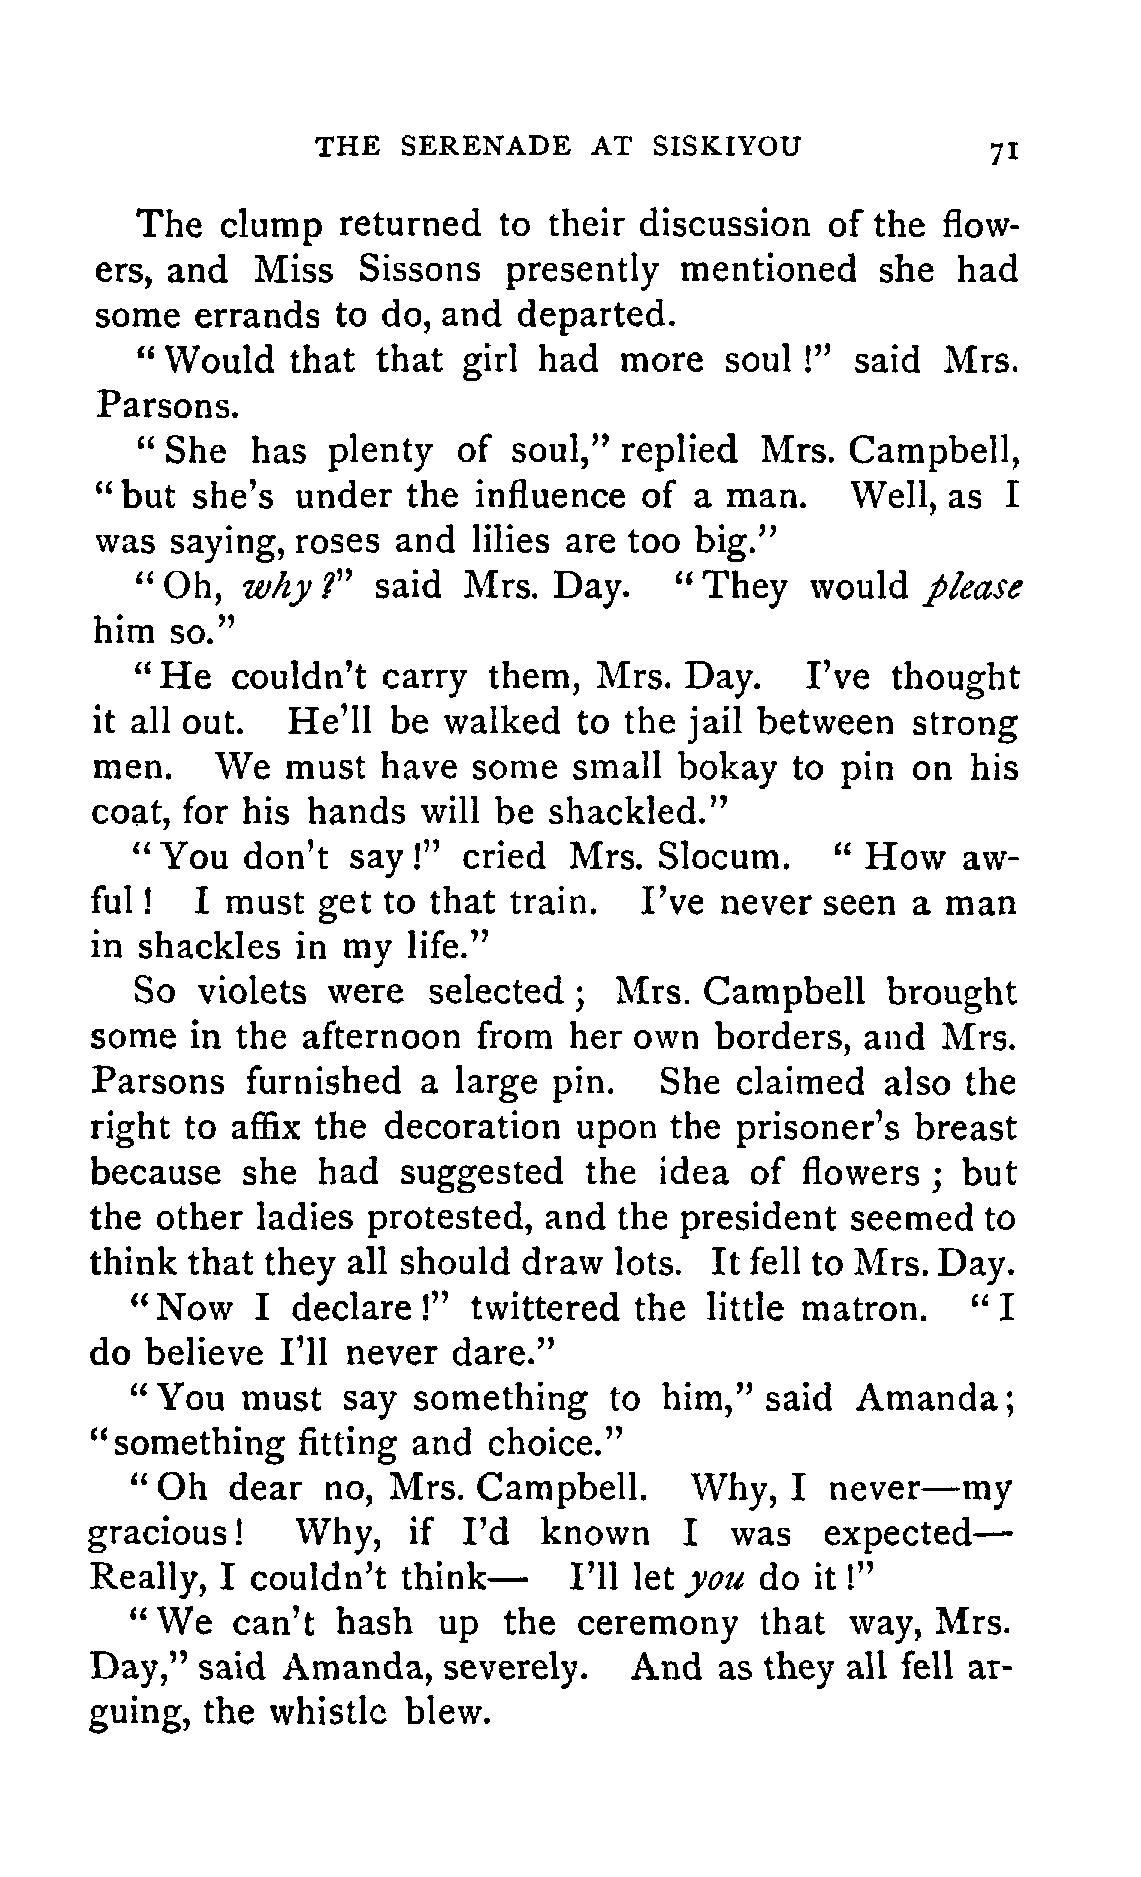 THE SERENADE AT SISKIYOU 71
The clump returned to their discussion of the flow-
ers, and Miss Sissons presently mentioned she had
some errands to do, and departed.
“Would that that girl had more soul!” said Mrs.
Parsons.
“She has plenty of soul,” replied Mrs. Campbell,
“but she’s under the influence of a man. Well, as I
was saying, roses and lilies are too big.”
“Oh, why?” said Mrs. Day. “They would please
him so.”
“He couldn’t carry them, Mrs. Day. I’ve thought
it all out. He’ll be walked to the jail between strong
men. We must have some small bokay to pin on his
coat, for his hands will be shackled.”
“You don’t say!” cried Mrs. Slocum. “How aw-
ful! I must get to that train. I’ve never seen a man
in shackles in my life.”
So violets were selected; Mrs. Campbell brought
some in the afternoon from her own borders, and Mrs.
Parsons furnished a large pin. She claimed also the
right to affix the decoration upon the prisoner’s breast
because she had suggested the idea of flowers; but
the other ladies protested, and the president seemed to
think that they all should draw lots. It fell to Mrs. Day.
“Now I declare!” twittered the little matron. “I
do believe I’ll never dare.”
“You must say something to him,” said Amanda;
“something fitting and choice.”
“Oh dear no, Mrs. Campbell. Why, I never—my
gracious! Why, if I’d known I was expected—
Really, I couldn’t think— I’ll let you do it!”
“We can’t hash up the ceremony that way, Mrs.
Day,” said Amanda, severely. And as they all fell ar-
guing, the whistle blew.